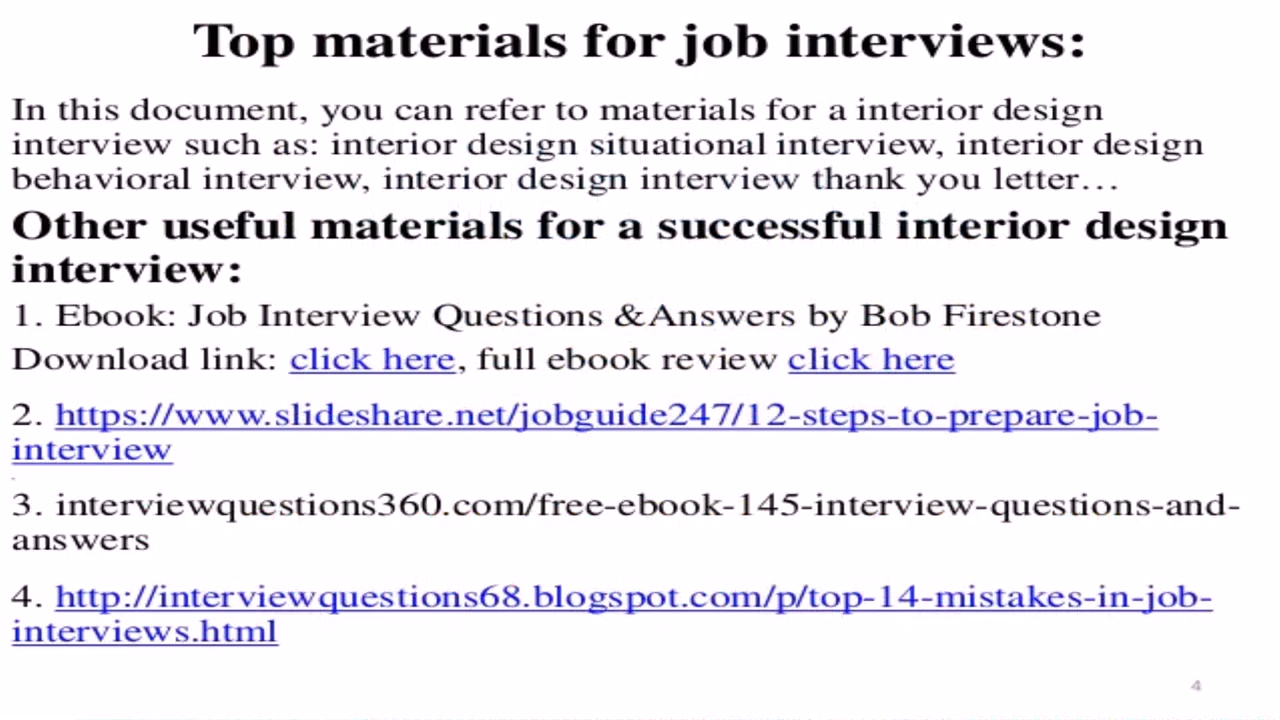 Top materials for job interviews:
In this document, you can refer to materials for a interior design
interview such as: interior design situational interview, interior design
behavioral interview, interior design interview thank you letter…
Other useful materials for a successful interior design
interview:
1. Ebook: Job Interview Questions &Answers by Bob Firestone
Download link: click here, full ebook review click here
2. https://www.slideshare.net/jobguide247/12-steps-to-prepare-job-
interview
3. interviewquestions360.com/free-ebook-145-interview-questions-and-
answers
4. http://interviewquestions68.blogspot.com/p/top-14-mistakes-in-job-
interviews.html
4